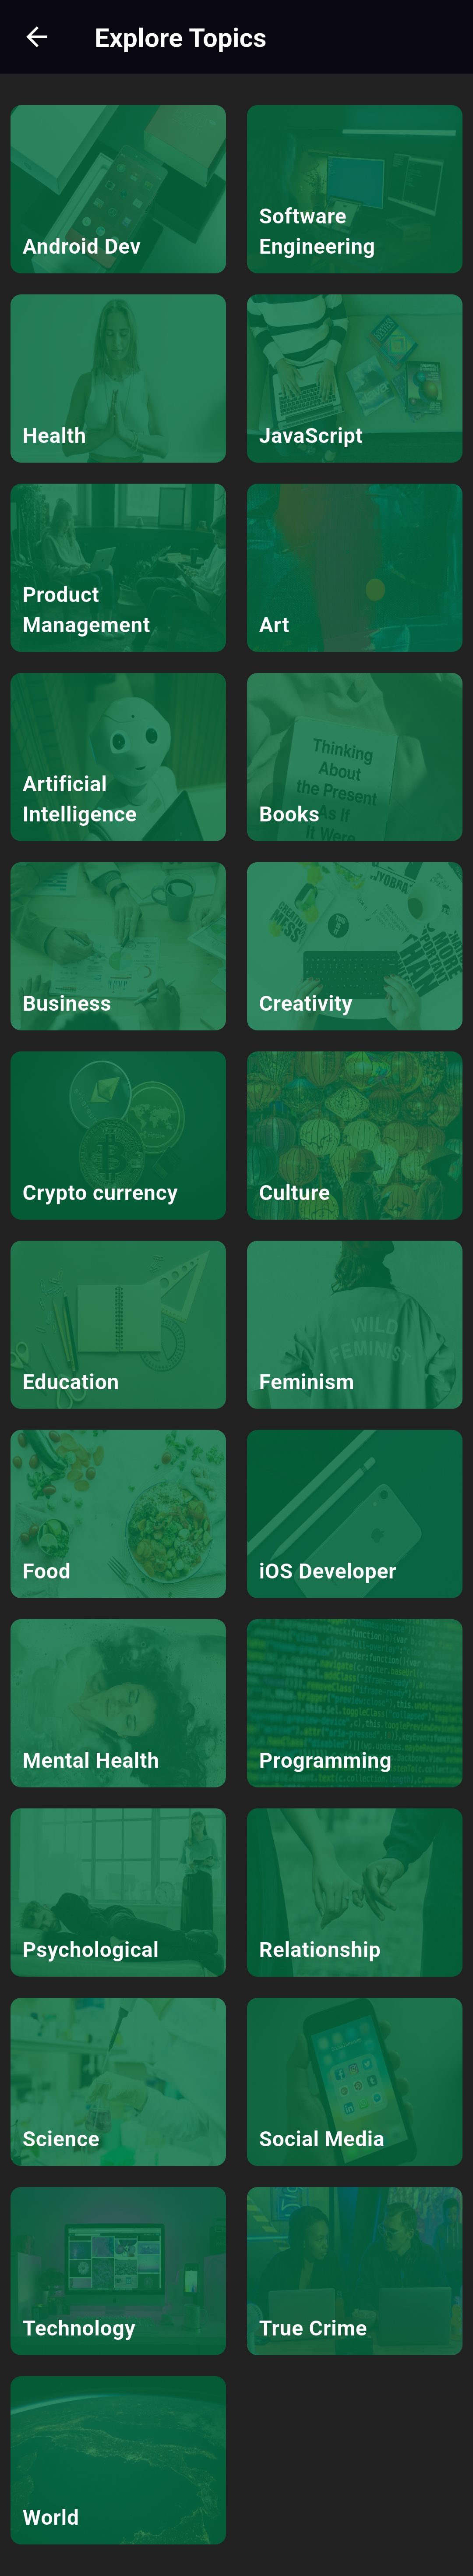 Explore Topics
Android Dev
Software
Engineering
Health
JavaScript
Product
Management
Art
Artificial
Intelligence
Thinking
About
the Present
As If
It Were
Books
Business
Creativity
Crypto currency
Culture
Education
WILD
FEMINIST
Feminism
Food
iOS Developer
Mental Health
Programming
Psychological
Relationship
Science
Social Media
Technology
True Crime
World